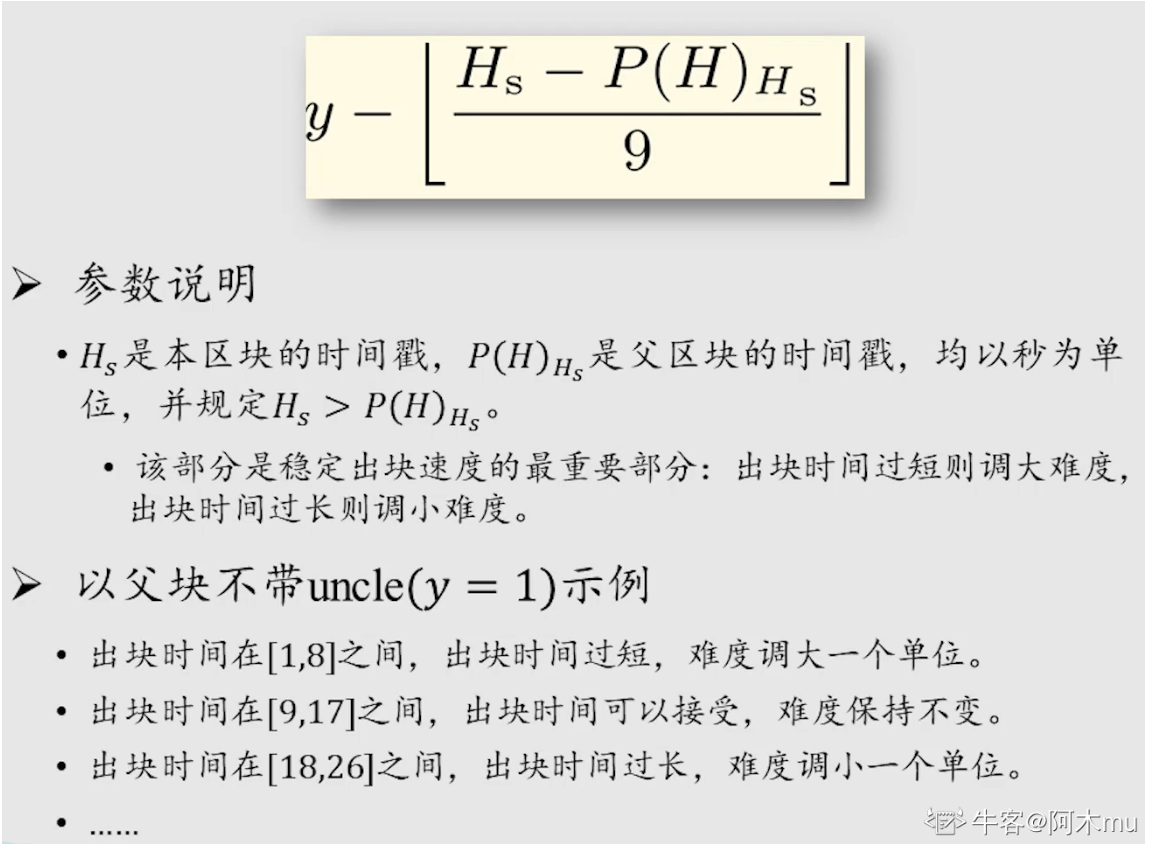 y − ⌊ (H_s − P(H)_{H_s}) / 9 ⌋
➢ 参数说明
• H_s是本区块的时间戳，P(H)_{H_s}是父区块的时间戳，均以秒为单
位，并规定H_s > P(H)_{H_s}。
• 该部分是稳定出块速度的最重要部分：出块时间过短则调大难度，
出块时间过长则调小难度。
➢ 以父块不带uncle(y = 1)示例
• 出块时间在[1,8]之间，出块时间过短，难度调大一个单位。
• 出块时间在[9,17]之间，出块时间可以接受，难度保持不变。
• 出块时间在[18,26]之间，出块时间过长，难度调小一个单位。
• ……
牛客@阿木mu